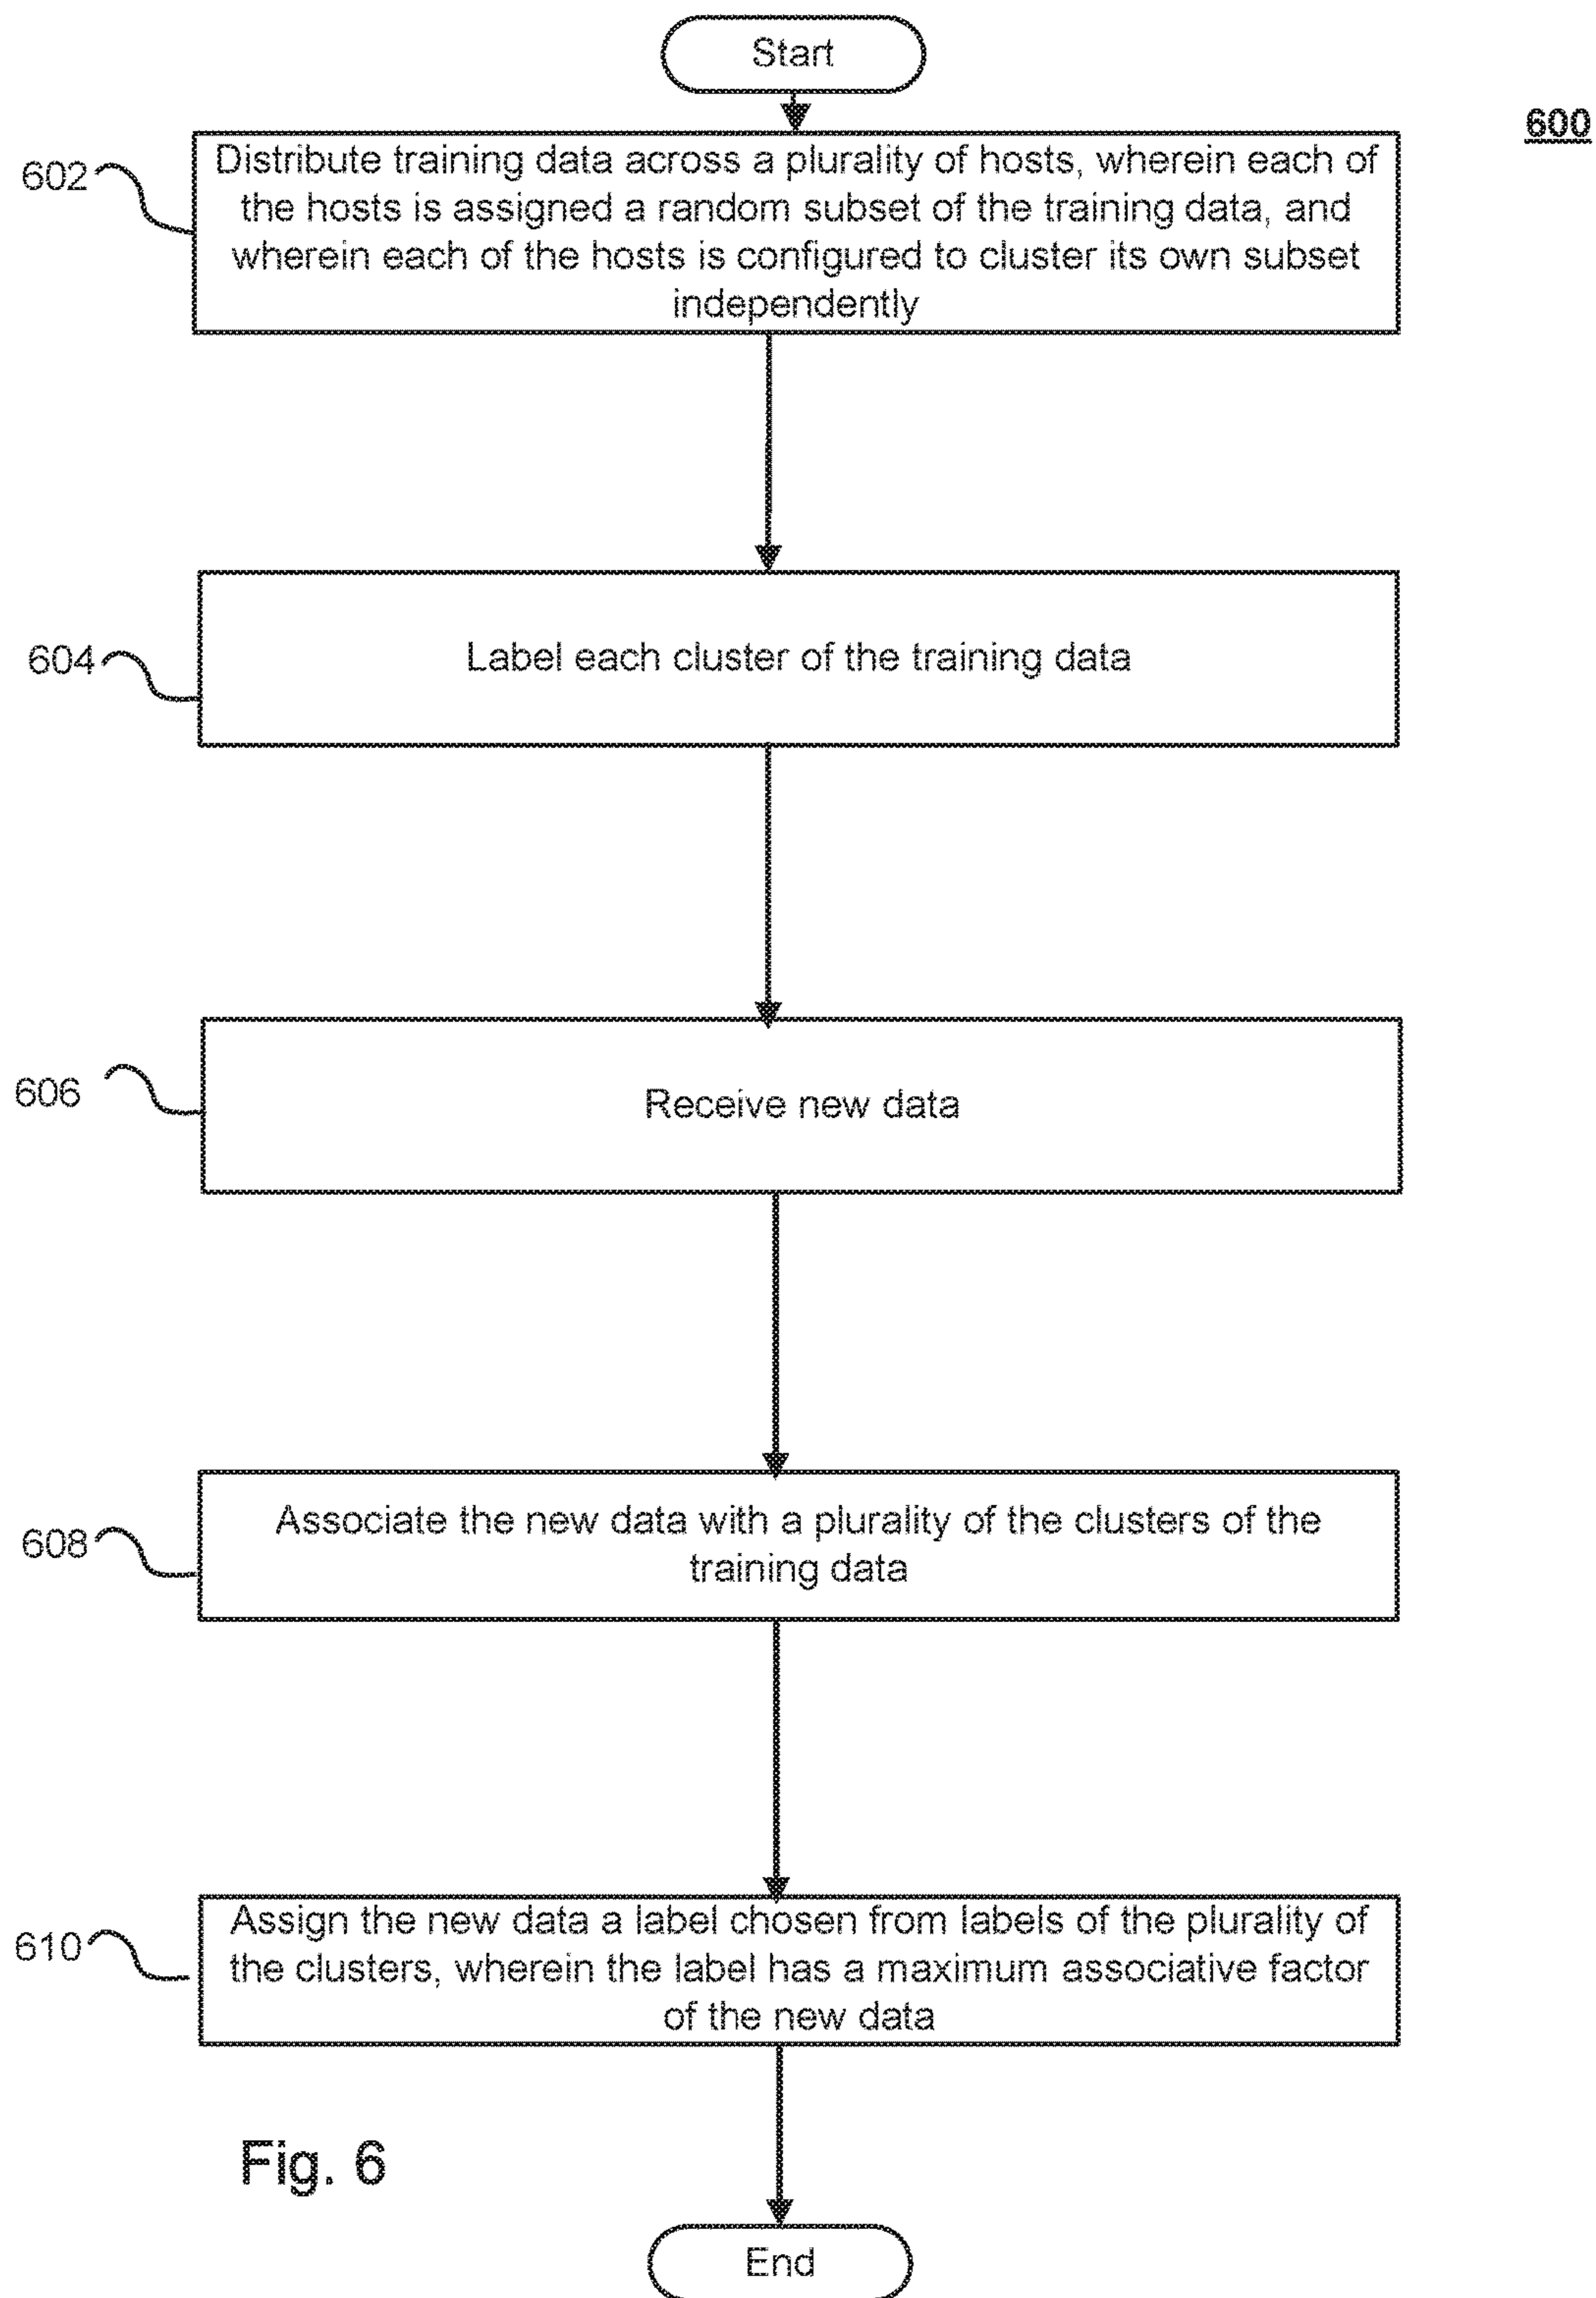 Start
600
602
Distribute training data across a plurality of hosts, wherein each of
the hosts is assigned a random subset of the training data, and
wherein each of the hosts is configured to cluster its own subset
independently
604
Label each cluster of the training data
606
Receive new data
608
Associate the new data with a plurality of the clusters of the
training data
610
Assign the new data a label chosen from labels of the plurality of
the clusters, wherein the label has a maximum associative factor
of the new data
Fig. 6
End